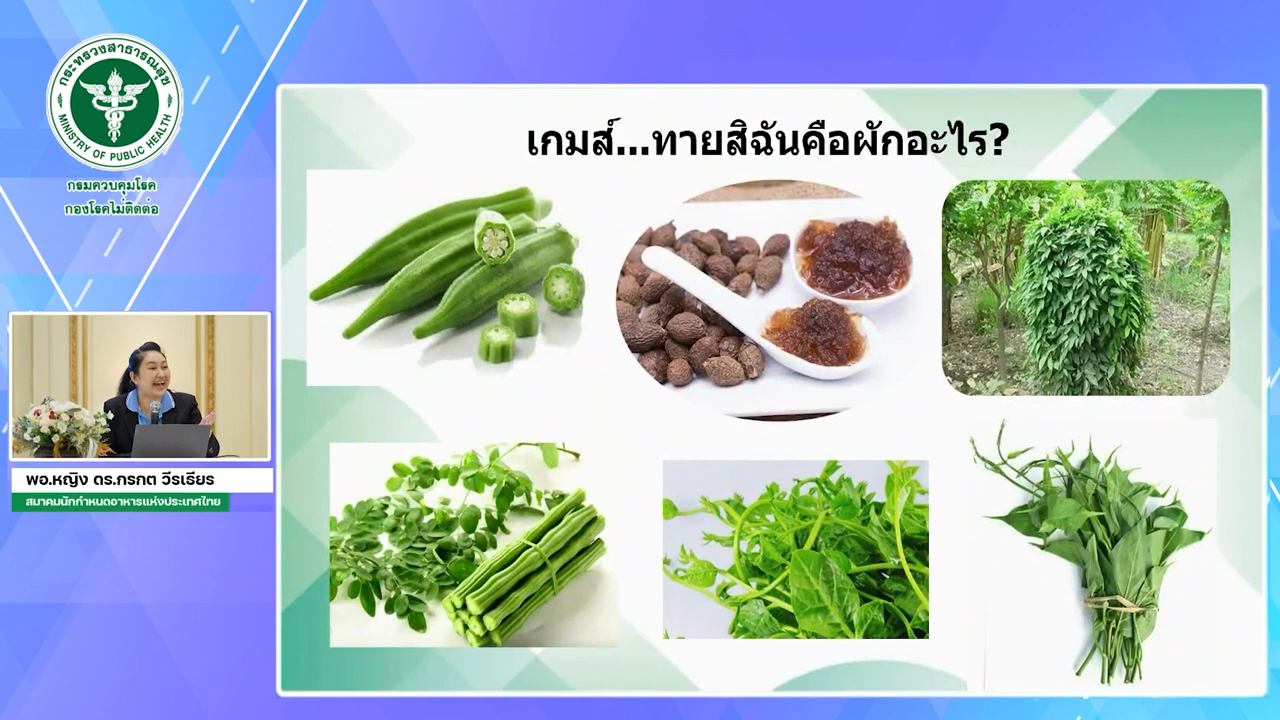 กระทรวงสาธารณสุข
MINISTRY OF PUBLIC HEALTH
กรมควบคุมโรค
กองโรคไม่ติดต่อ
เกมส์...ทายสิฉันคือผักอะไร?
พอ.หญิง ดร.กรกต วีรเธียร
สมาคมนักกำหนดอาหารแห่งประเทศไทย